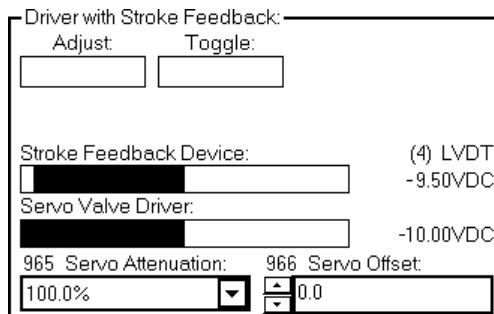 Driver with Stroke Feedback:
Adjust: Toggle:
Stroke Feedback Device: (4) LVDT
-9.50VDC
Servo Valve Driver:
-10.00VDC
965 Servo Attenuation: 966 Servo Offset:
100.0% 0.0